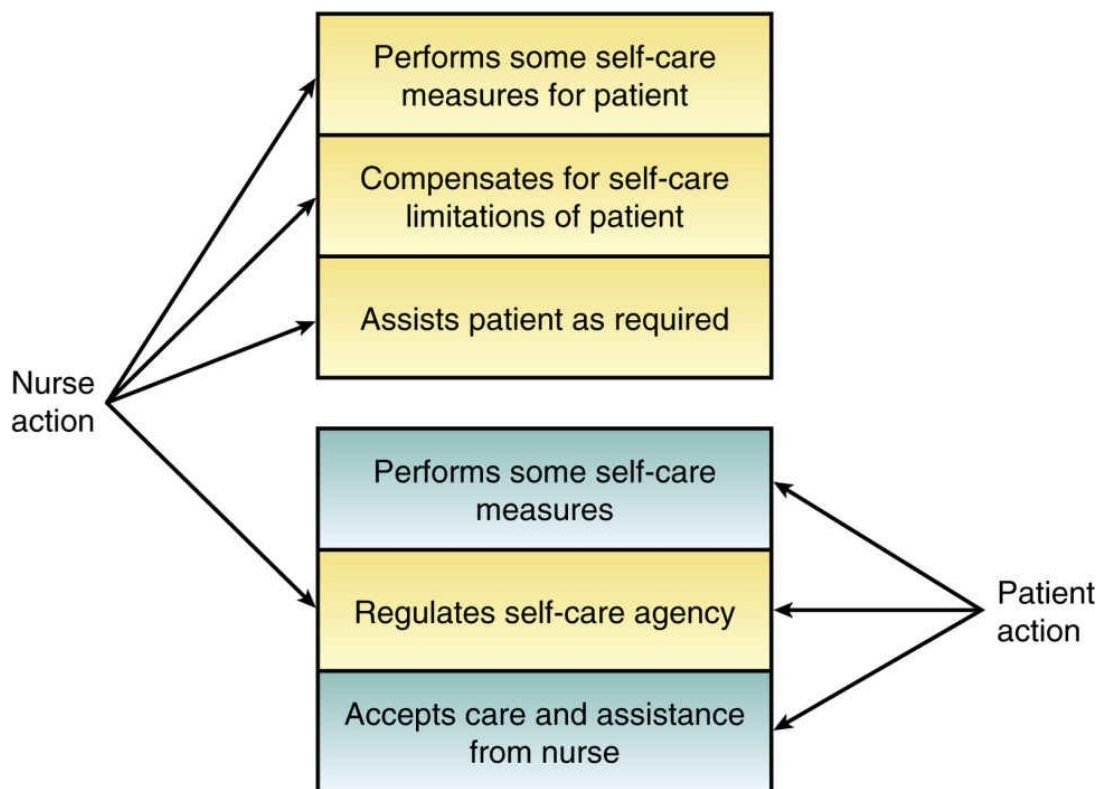 Performs some self-care
measures for patient
Compensates for self-care
limitations of patient
Assists patient as required
Nurse
action
Performs some self-care
measures
Regulates self-care agency
Patient
action
Accepts care and assistance
from nurse